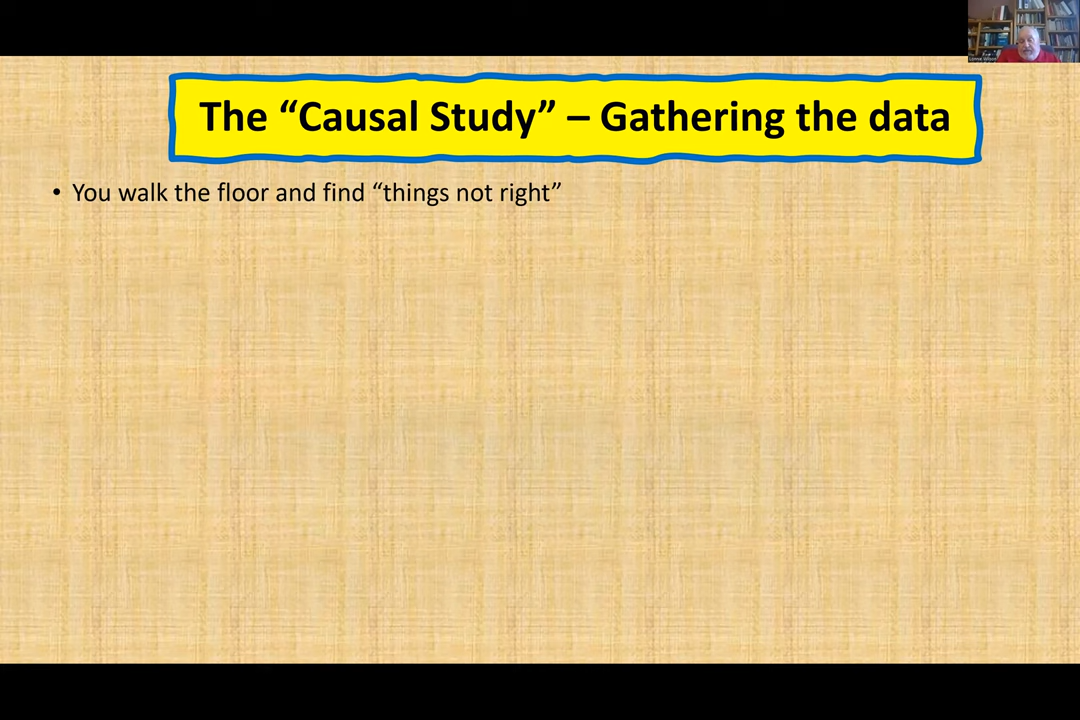 The “Causal Study” – Gathering the data
• You walk the floor and find “things not right”